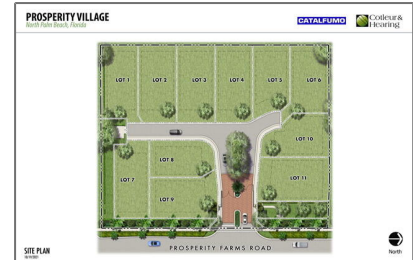 PROSPERITY VILLAGE
North Palm Beach, Florida
CATALFUMO
Cotleur &
Hearing
LOT 1
LOT 2
LOT 3
LOT 4
LOT 5
LOT 6
LOT 10
LOT 8
LOT 7
LOT 11
LOT 9
PROSPERITY FARMS ROAD
SITE PLAN
North